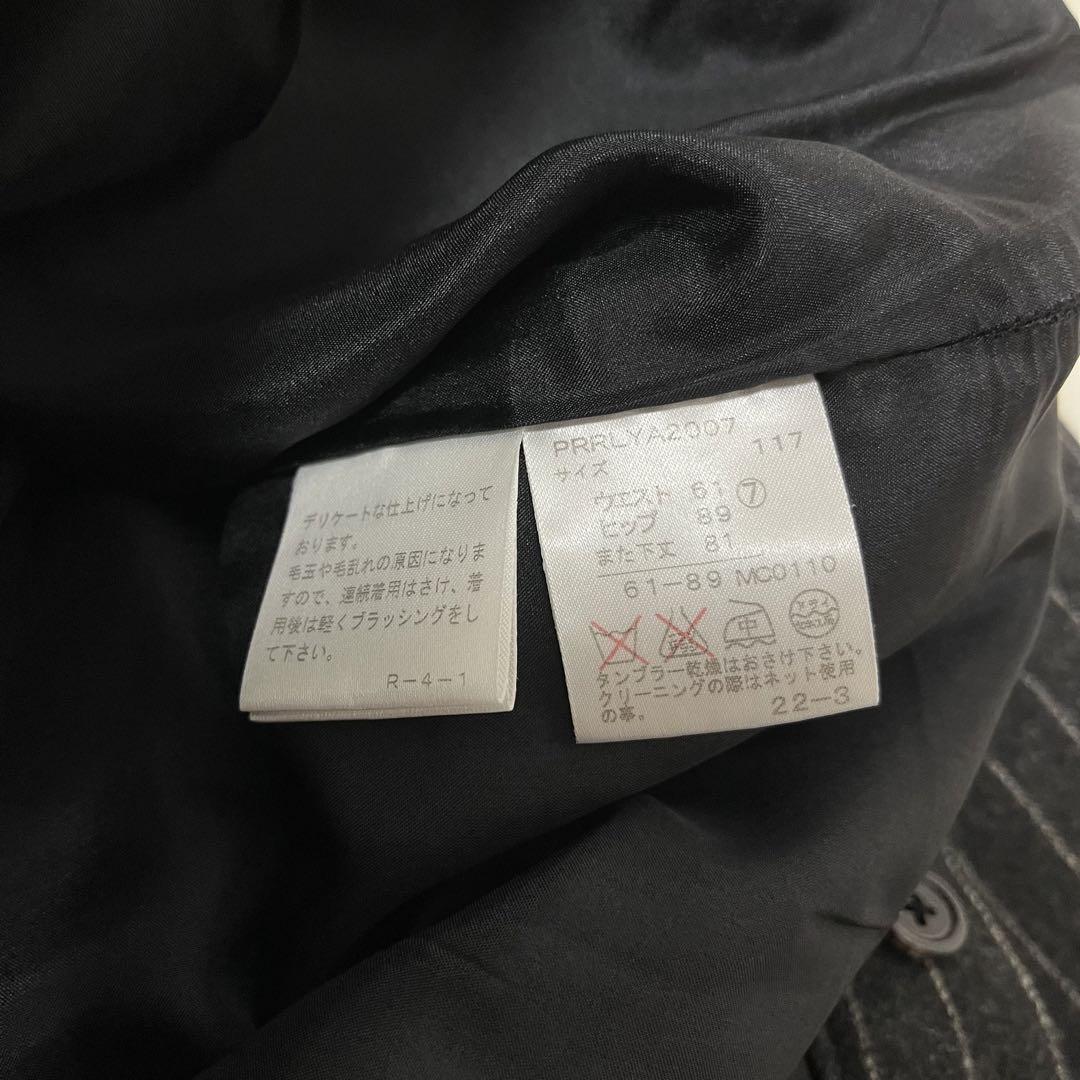 デリケートな仕上げになって
おります。
毛玉や毛乱れの原因になりま
すので、連続着用はさけ、着
用後は軽くブラッシングをし
て下さい。
R-4-1
PRRLYA2007
117
サイズ
ウエスト 61 ⑦
ヒップ 89
また下丈 81
61-89 MC0110
中
ドライ
タンブラー乾燥はおさけ下さい。
クリーニングの際はネット使用
の事。
22-3